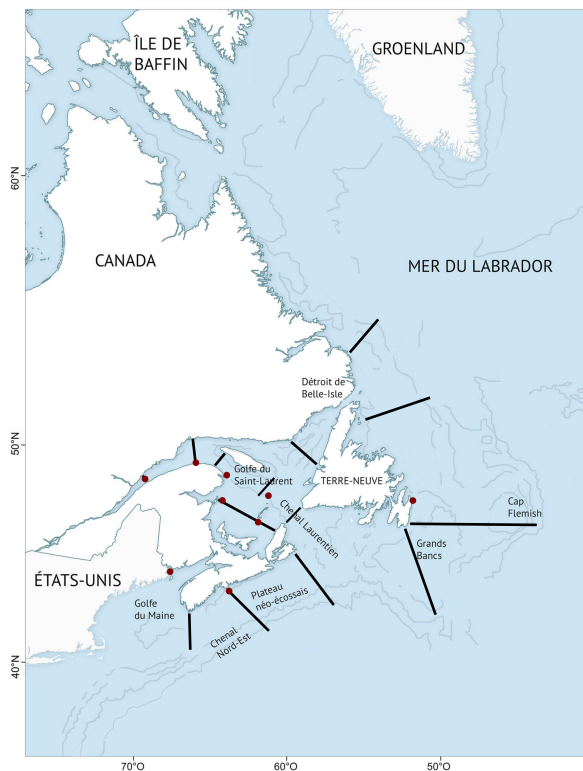 ÎLE DE
BAFFIN
GROENLAND
60°N
CANADA
MER DU LABRADOR
Détroit de
Belle-Isle
50°N
Golfe du
Saint-Laurent
TERRE-NEUVE
Chenal Laurentien
Cap
Flemish
Grands
Bancs
ÉTATS-UNIS
Golfe
du Maine
Plateau
néo-écossais
Chenal
Nord-Est
40°N
70°W
60°W
50°W